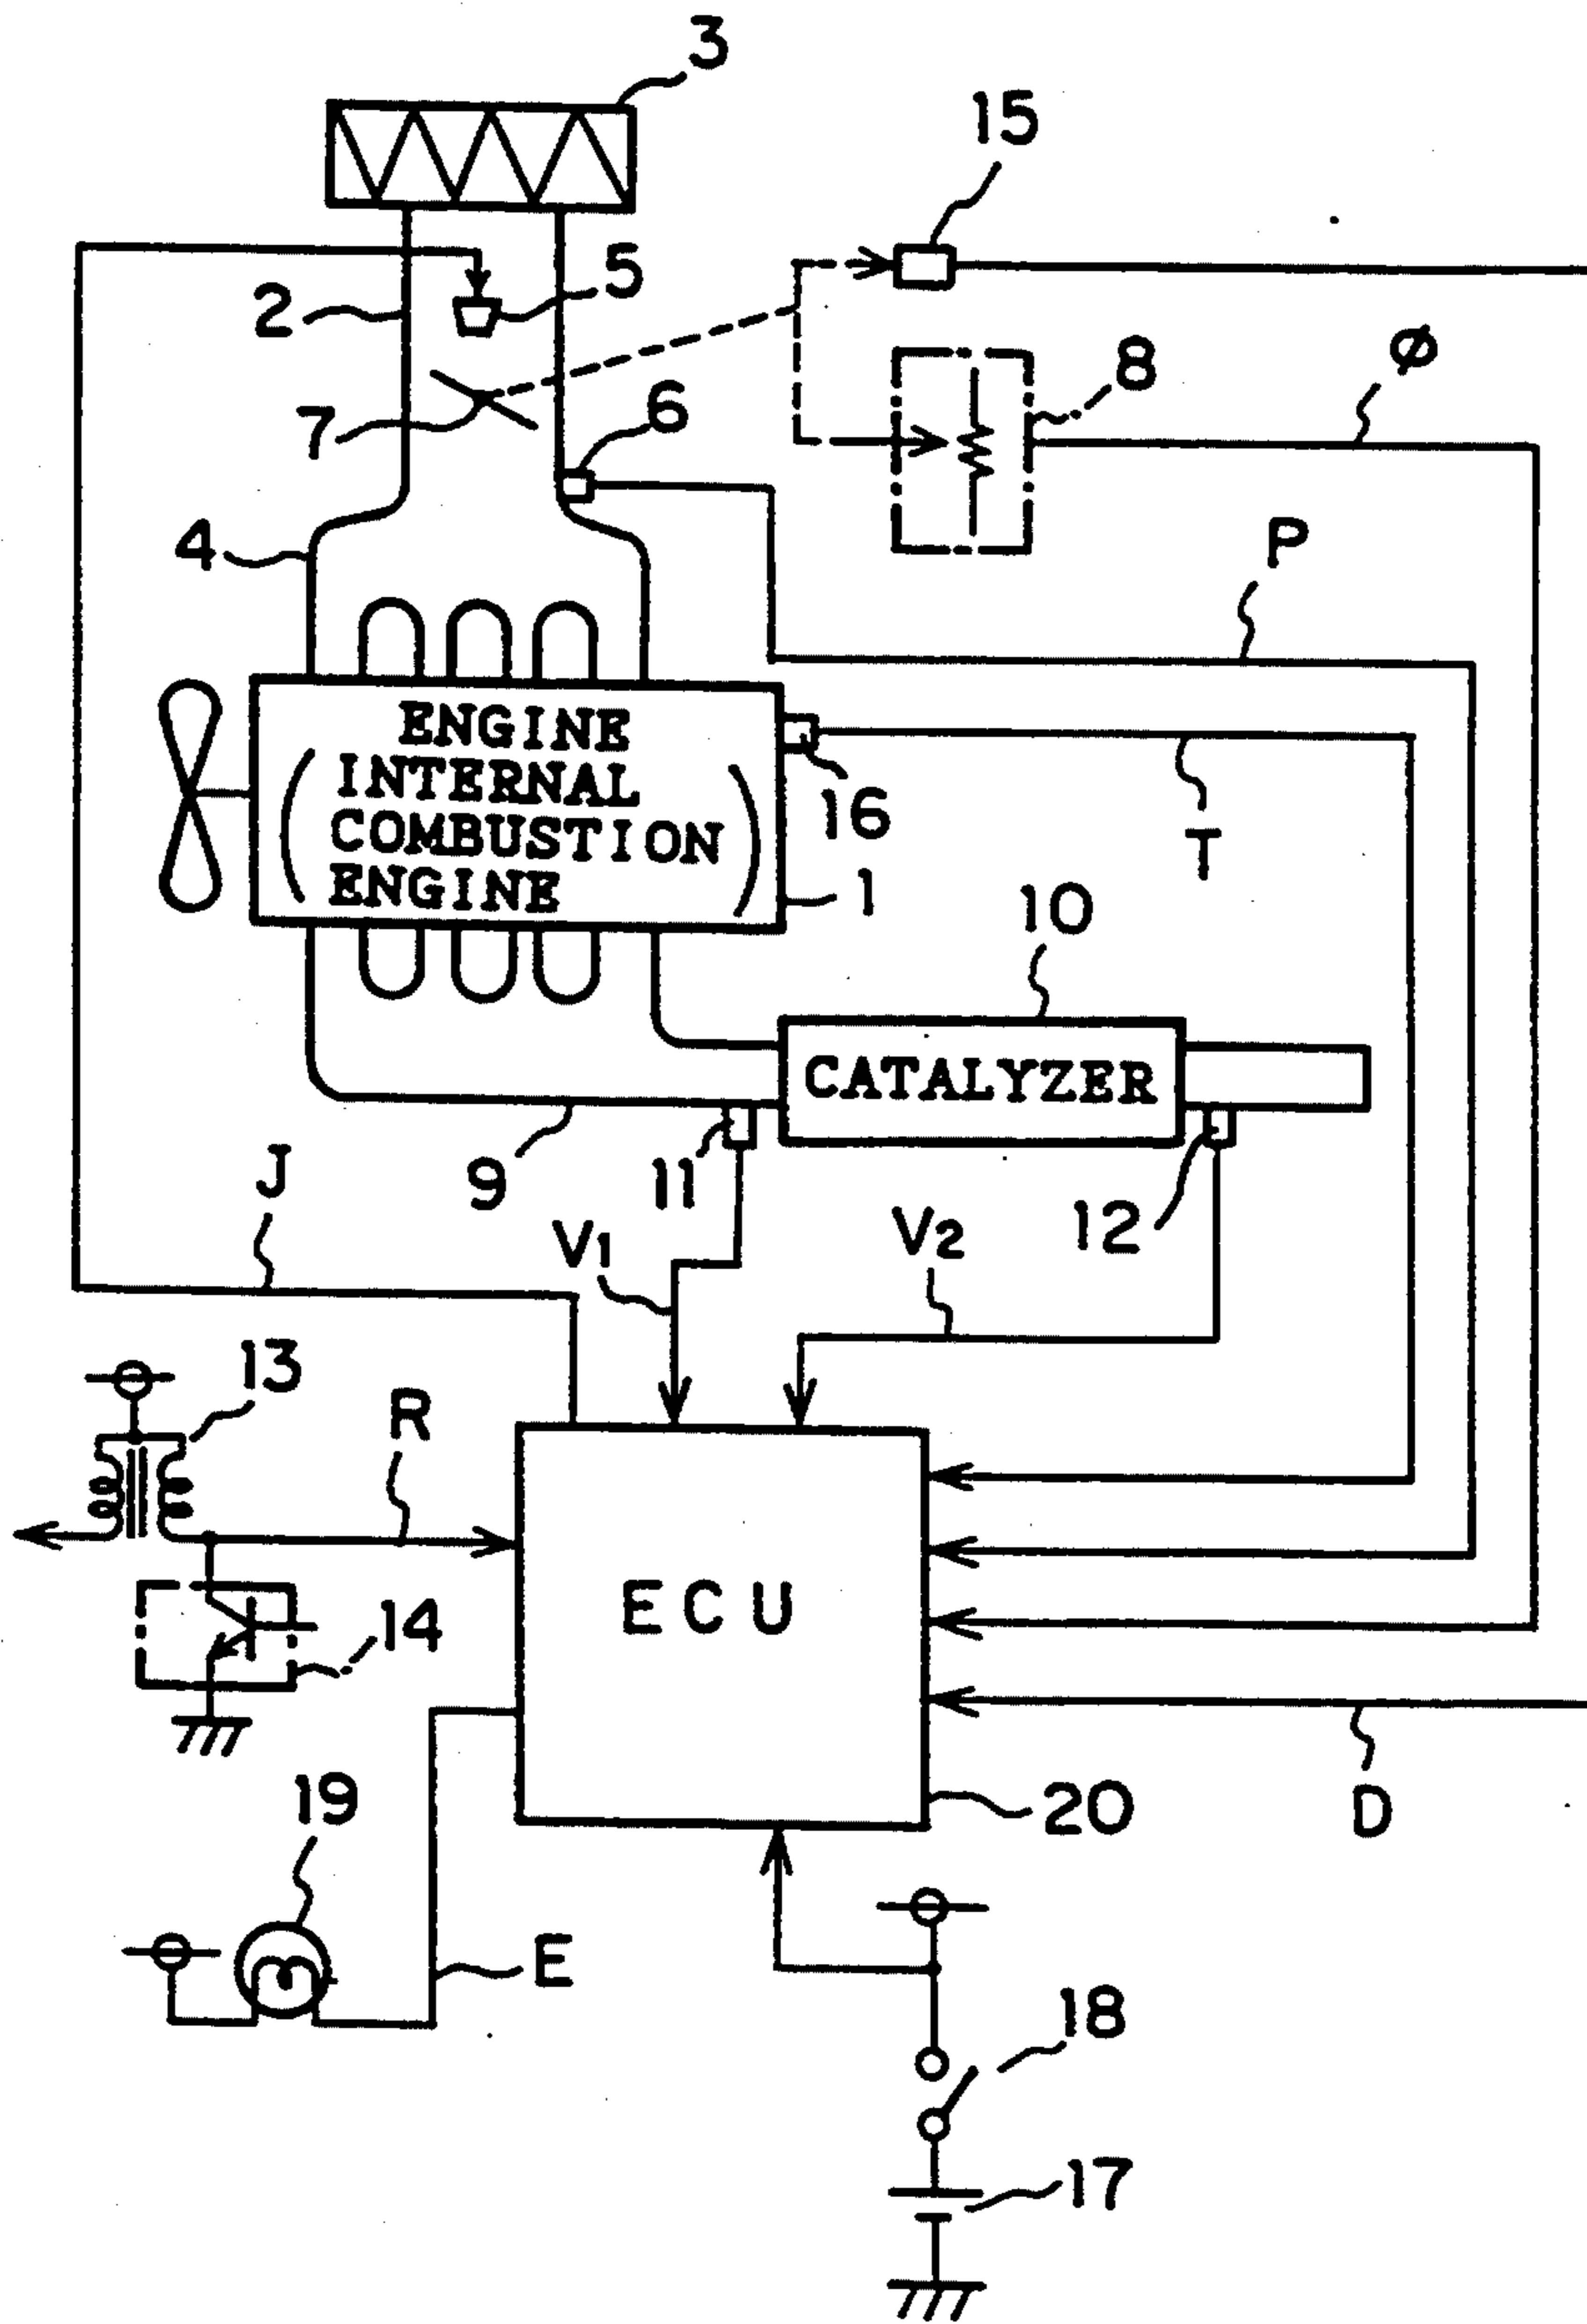 3
15
5
2
8
φ
7
6
4
P
ENGINE
( INTERNAL
COMBUSTION
ENGINE )
16
T
1
10
CATALYZER
9
11
12
J
V1
V2
13
R
ECU
14
19
20
D
E
18
17